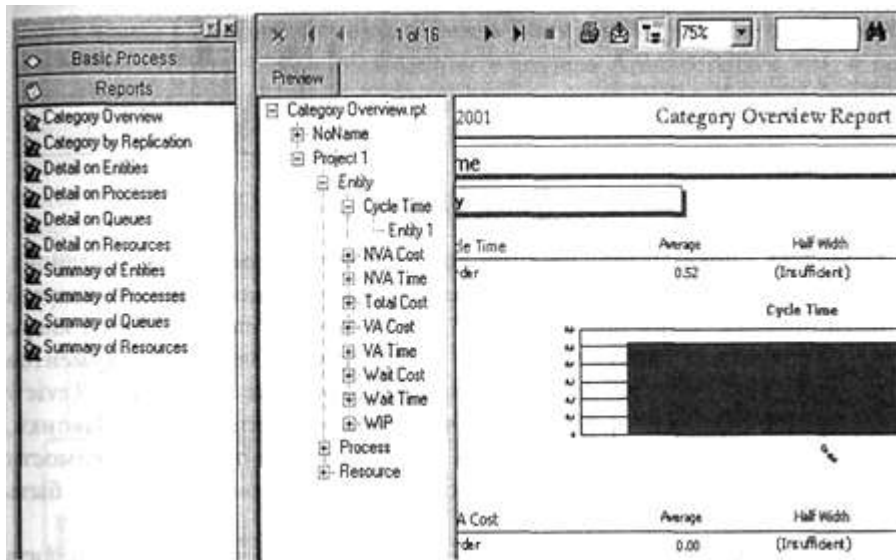 Basic Process
Reports
Category Overview
Category by Replication
Detail on Entities
Detail on Processes
Detail on Queues
Detail on Resources
Summary of Entities
Summary of Processes
Summary of Queues
Summary of Resources
1 of 16
75%
Preview
Category Overview.rpt
NoName
Project 1
Entity
Cycle Time
Entity 1
NVA Cost
NVA Time
Total Cost
VA Cost
VA Time
Wait Cost
Wait Time
WIP
Process
Resource
2001 Category Overview Report
me
y
cle Time Average Half Width
rder 0.52 (Insufficient)
Cycle Time
A Cost Average Half Width
rder 0.00 (Insufficient)